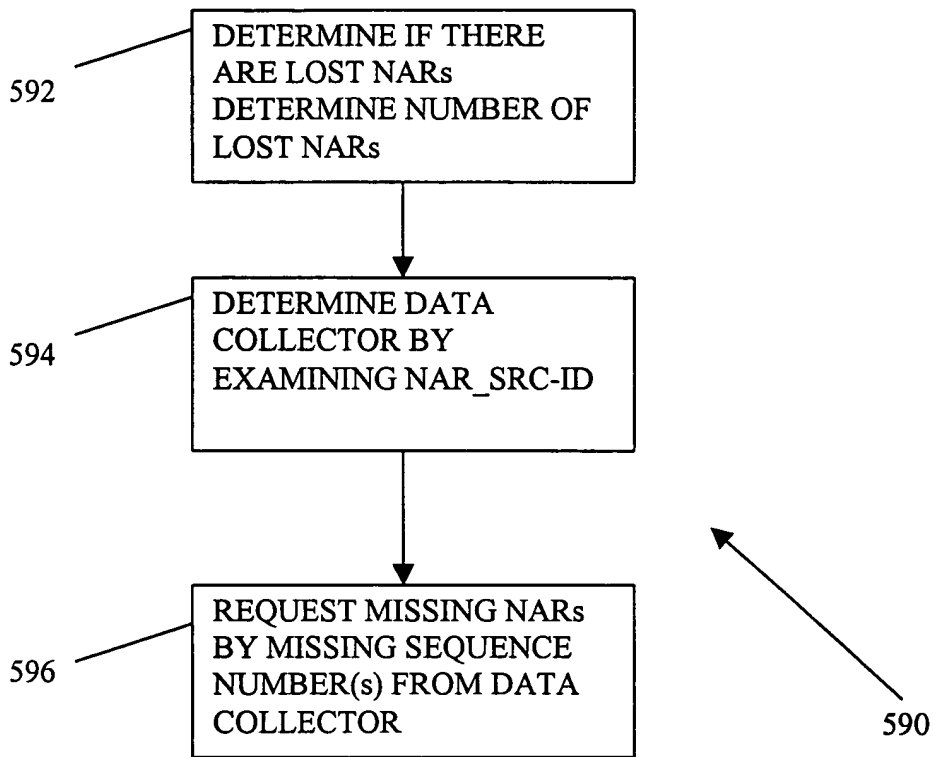 592
DETERMINE IF THERE
ARE LOST NARs
DETERMINE NUMBER OF
LOST NARs
594
DETERMINE DATA
COLLECTOR BY
EXAMINING NAR_SRC-ID
596
REQUEST MISSING NARs
BY MISSING SEQUENCE
NUMBER(s) FROM DATA
COLLECTOR
590